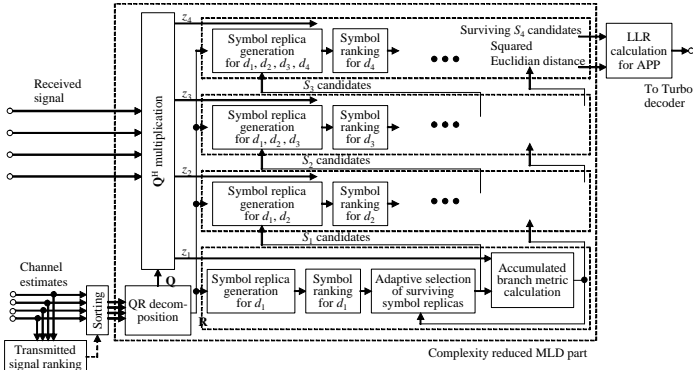 z4
Symbol replica
generation
for d1, d2, d3, d4
Symbol
ranking
for d4
•••
Surviving S4 candidates
Squared
Euclidian distance
LLR
calculation
for APP
To Turbo
decoder
S3 candidates
Received
signal
Q^H multiplication
z3
Symbol replica
generation
for d1, d2, d3
Symbol
ranking
for d3
•••
S2 candidates
z2
Symbol replica
generation
for d1, d2
Symbol
ranking
for d2
•••
S1 candidates
z1
Channel
estimates
Sorting
Q
QR decom-
position
R
Symbol replica
generation
for d1
Symbol
ranking
for d1
Adaptive selection
of surviving
symbol replicas
Accumulated
branch metric
calculation
Transmitted
signal ranking
Complexity reduced MLD part